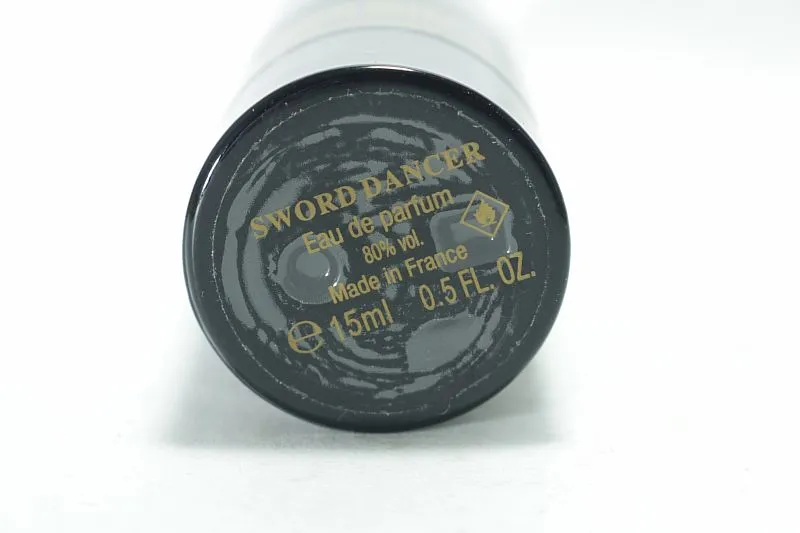 SWORD DANCER
Eau de parfum
80% vol.
Made in France
℮ 15ml 0.5 FL. OZ.